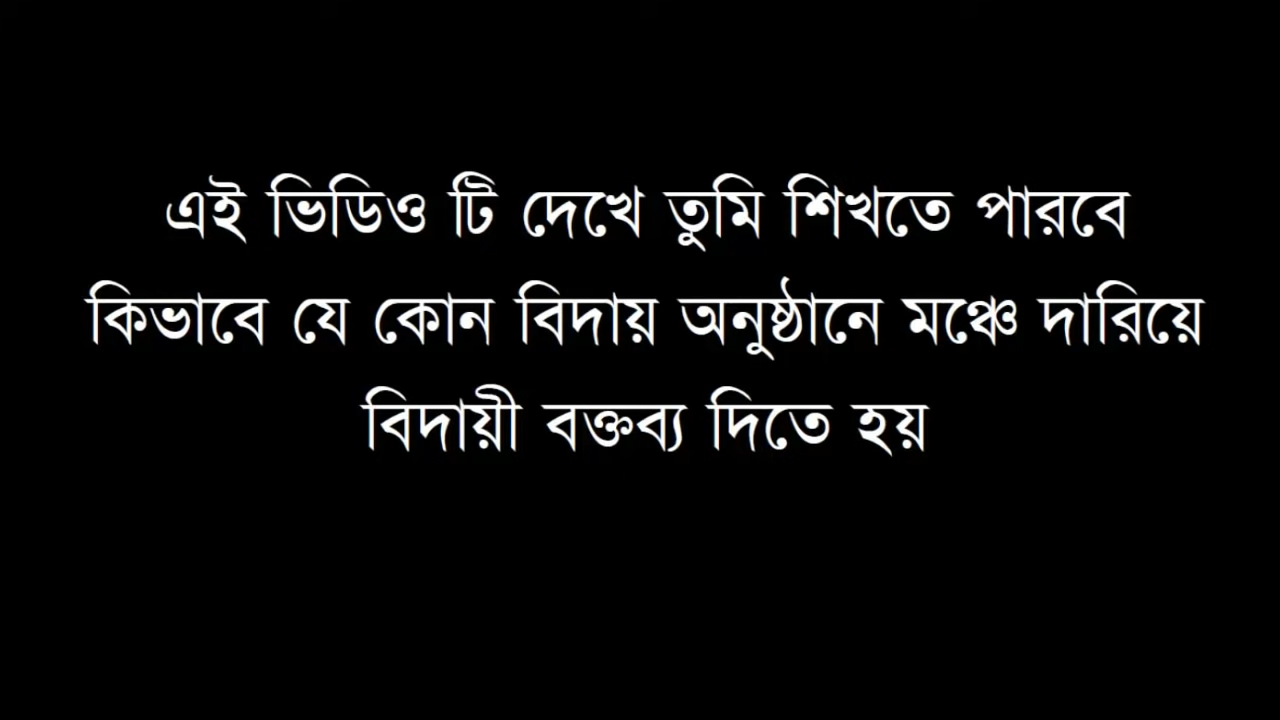 এই ভিডিও টি দেখে তুমি শিখতে পারবে
কিভাবে যে কোন বিদায় অনুষ্ঠানে মঞ্চে দারিয়ে
বিদায়ী বক্তব্য দিতে হয়